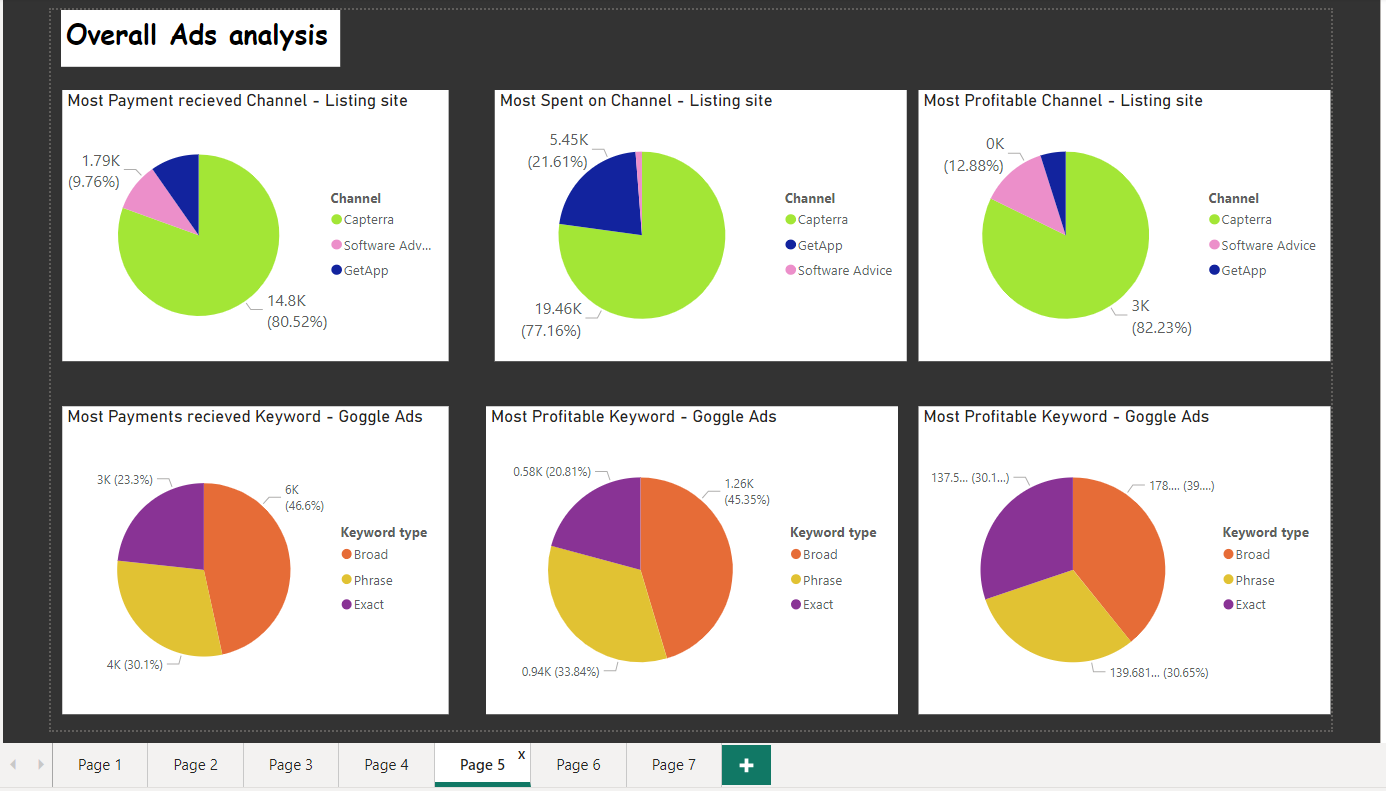 Overall Ads analysis
Most Payment recieved Channel - Listing site
1.79K
(9.76%)
14.8K
(80.52%)
Channel
Capterra
Software Adv...
GetApp
Most Spent on Channel - Listing site
5.45K
(21.61%)
19.46K
(77.16%)
Channel
Capterra
GetApp
Software Advice
Most Profitable Channel - Listing site
0K
(12.88%)
3K
(82.23%)
Channel
Capterra
Software Advice
GetApp
Most Payments recieved Keyword - Goggle Ads
3K (23.3%)
6K
(46.6%)
4K (30.1%)
Keyword type
Broad
Phrase
Exact
Most Profitable Keyword - Goggle Ads
0.58K (20.81%)
1.26K
(45.35%)
0.94K (33.84%)
Keyword type
Broad
Phrase
Exact
Most Profitable Keyword - Goggle Ads
137.5... (30.1...)
178.... (39....)
139.681... (30.65%)
Keyword type
Broad
Phrase
Exact
Page 1
Page 2
Page 3
Page 4
Page 5
x
Page 6
Page 7
+